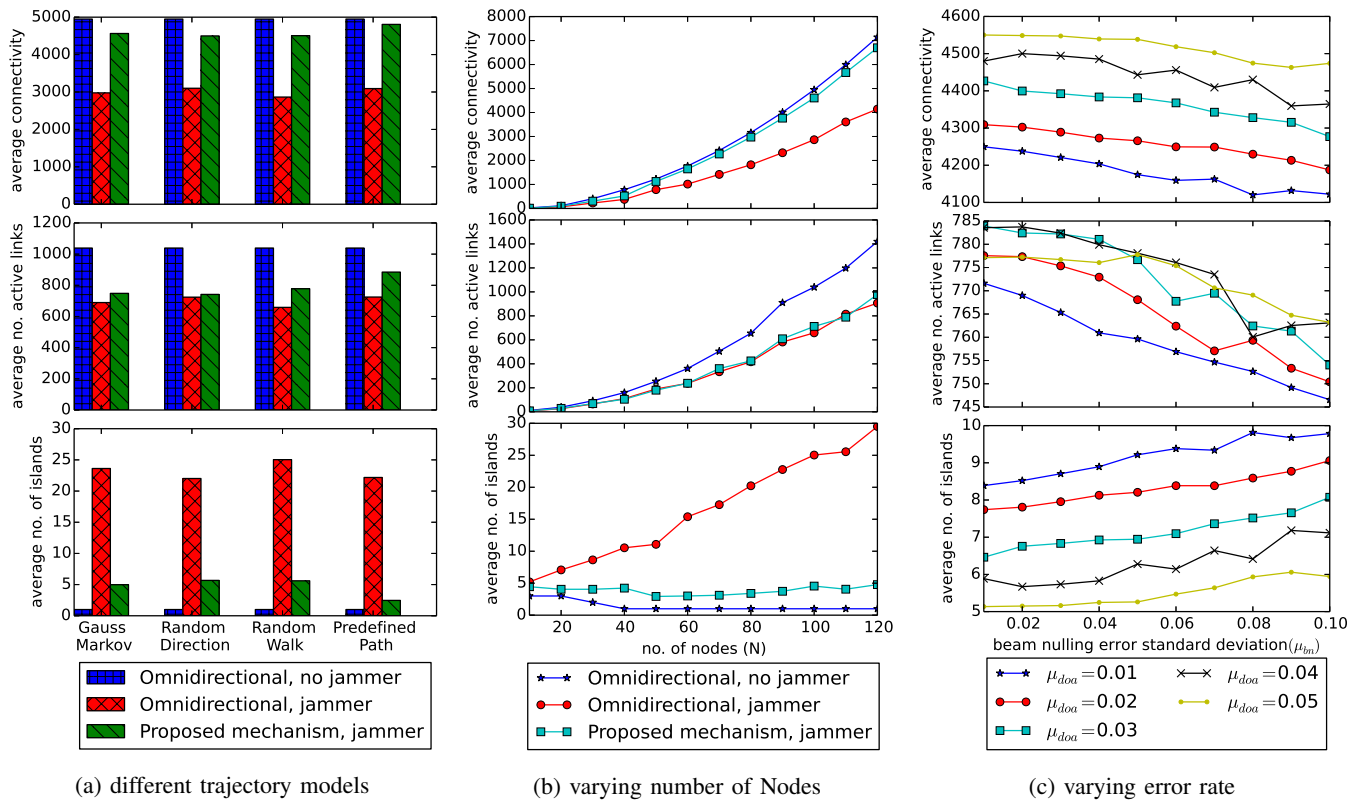 average connectivity
5000
4000
3000
2000
1000
0
average no. active links
1200
1000
800
600
400
200
0
average no. of islands
30
25
20
15
10
5
0
Gauss Markov
Random Direction
Random Walk
Predefined Path
Omnidirectional, no jammer
Omnidirectional, jammer
Proposed mechanism, jammer
(a) different trajectory models
average connectivity
8000
7000
6000
5000
4000
3000
2000
1000
0
average no. active links
1600
1400
1200
1000
800
600
400
200
0
average no. of islands
30
25
20
15
10
5
0
20 40 60 80 100 120
no. of nodes (N)
Omnidirectional, no jammer
Omnidirectional, jammer
Proposed mechanism, jammer
(b) varying number of Nodes
average connectivity
4600
4500
4400
4300
4200
4100
average no. active links
785
775
765
755
745
average no. of islands
10
9
8
7
6
5
0.02 0.04 0.06 0.08 0.10
beam nulling error standard deviation(μbn)
μdoa=0.01
μdoa=0.02
μdoa=0.03
μdoa=0.04
μdoa=0.05
(c) varying error rate